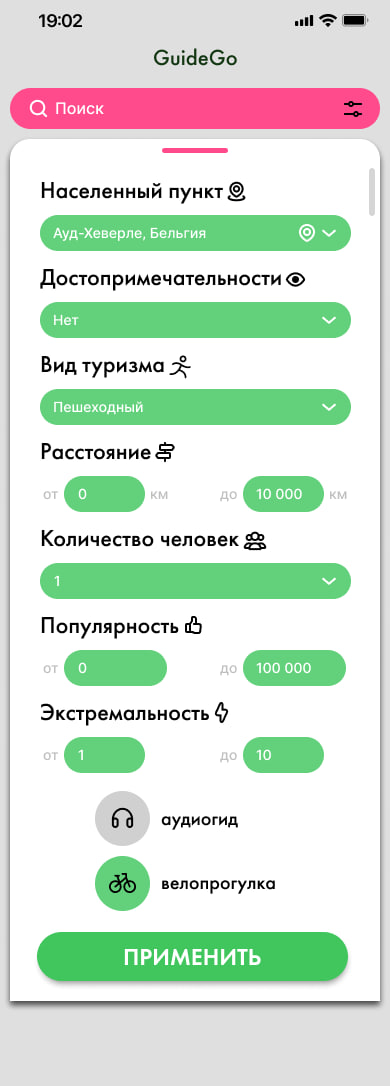 19:02
GuideGo
Поиск
Населенный пункт
Ауд-Хеверле, Бельгия
Достопримечательности
Нет
Вид туризма
Пешеходный
Расстояние
от 0 км до 10 000 км
Количество человек
1
Популярность
от 0 до 100 000
Экстремальность
от 1 до 10
аудиогид
велопрогулка
ПРИМЕНИТЬ